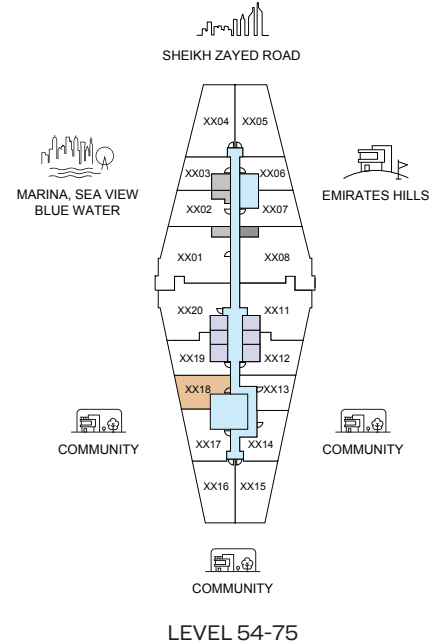 SHEIKH ZAYED ROAD
XX04
XX05
MARINA, SEA VIEW
BLUE WATER
XX03
XX06
EMIRATES HILLS
XX02
XX07
XX01
XX08
XX20
XX11
XX19
XX12
XX18
XX13
COMMUNITY
XX17
XX14
COMMUNITY
XX16
XX15
COMMUNITY
LEVEL 54-75